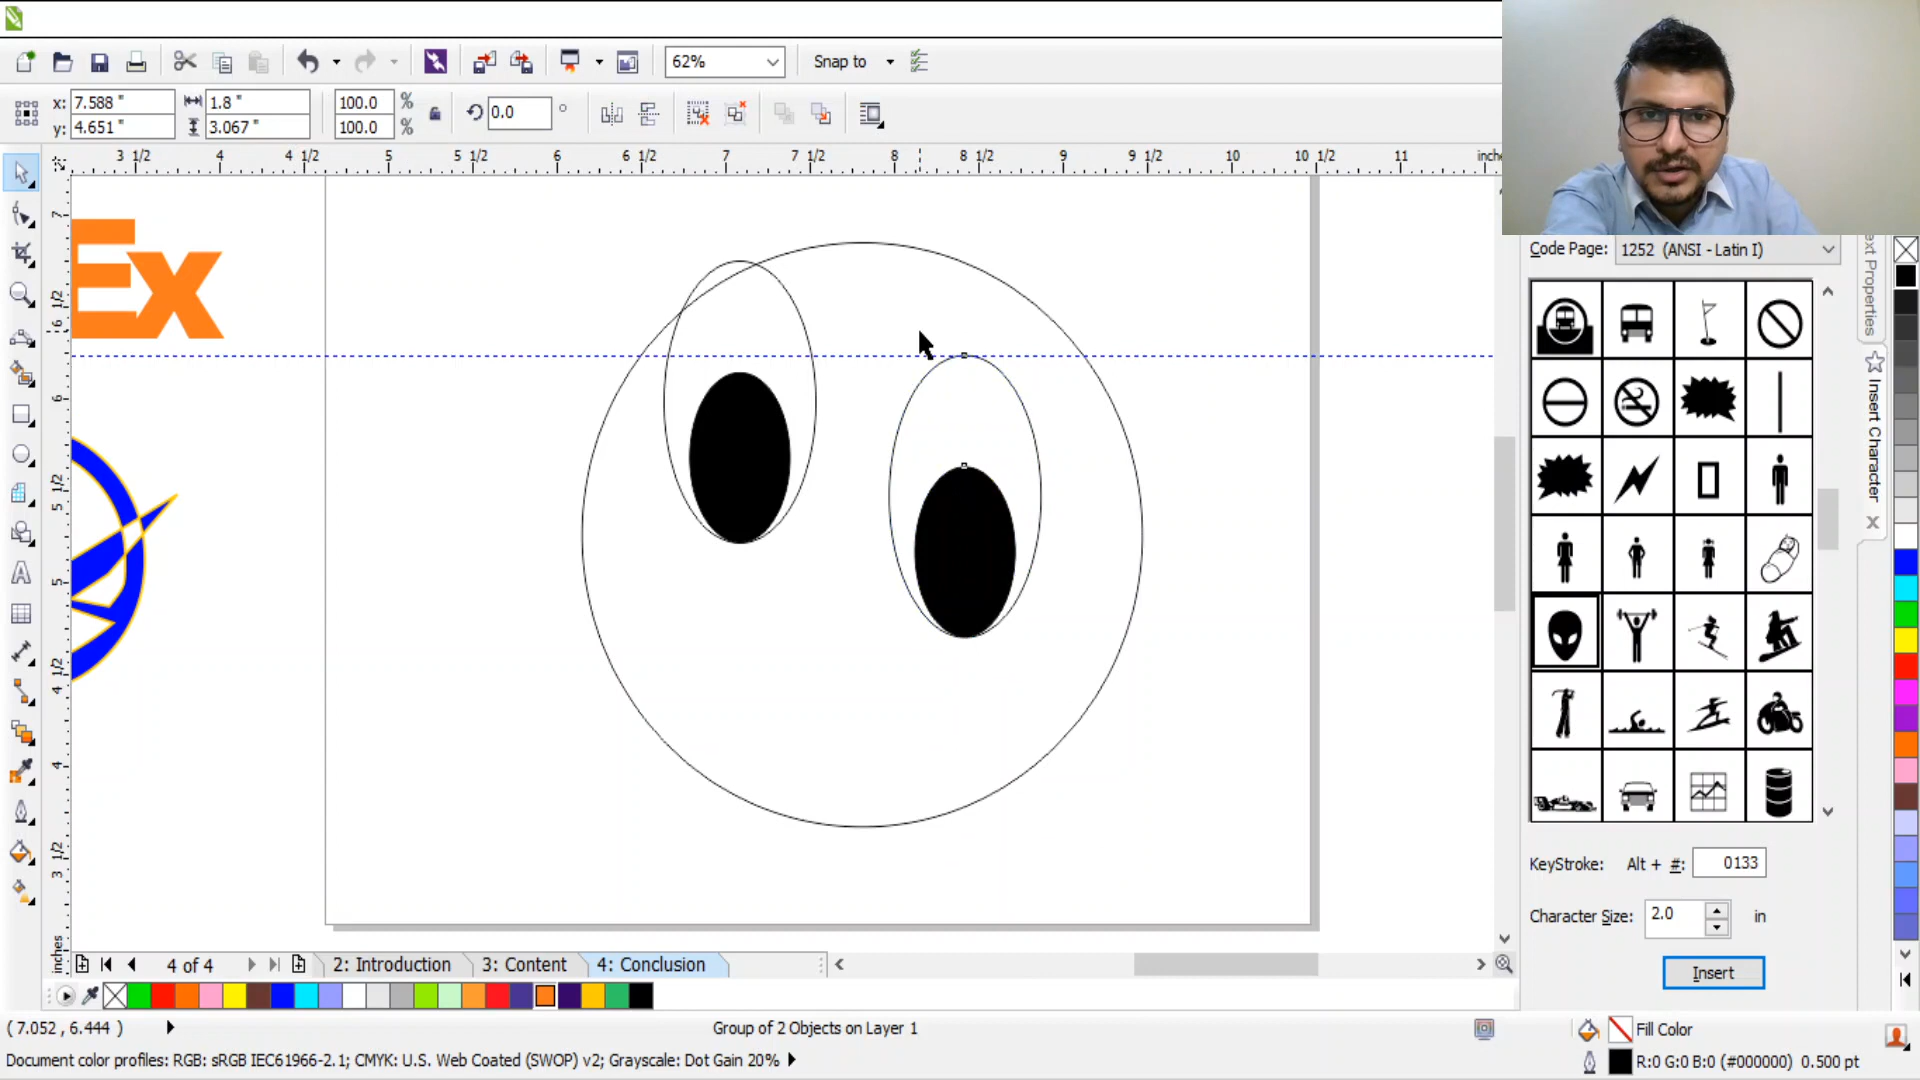 62%
Snap to
x: 7.588 " 1.8 " 100.0 % 0.0 °
y: 4.651 " 3.067 " 100.0 %
3 1/2 4 4 1/2 5 5 1/2 6 6 1/2 7 7 1/2 8 8 1/2 9 9 1/2 10 10 1/2 11 inche
Ex
Code Page: 1252 (ANSI - Latin I)
ext Properties
Insert Character
KeyStroke: Alt + #: 0133
Character Size: 2.0 in
Insert
4 of 4 2: Introduction 3: Content 4: Conclusion
inches
( 7.052 , 6.444 ) Group of 2 Objects on Layer 1 Fill Color
Document color profiles: RGB: sRGB IEC61966-2.1; CMYK: U.S. Web Coated (SWOP) v2; Grayscale: Dot Gain 20% R:0 G:0 B:0 (#000000) 0.500 pt